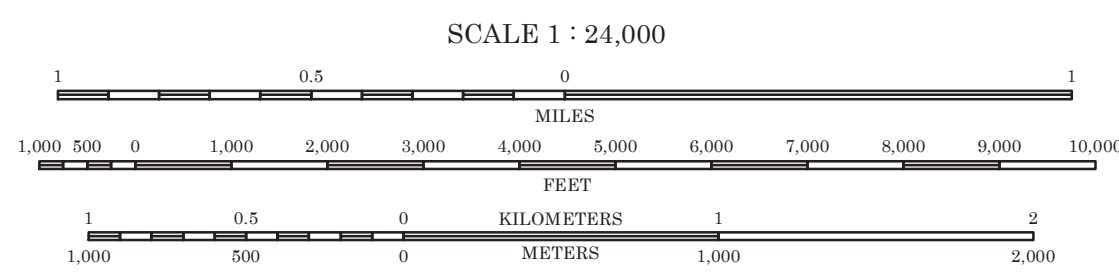 SCALE 1 : 24,000
1 0.5 0 1
MILES
1,000 500 0 1,000 2,000 3,000 4,000 5,000 6,000 7,000 8,000 9,000 10,000
FEET
1 0.5 0 KILOMETERS 1 2
1,000 500 0 METERS 1,000 2,000